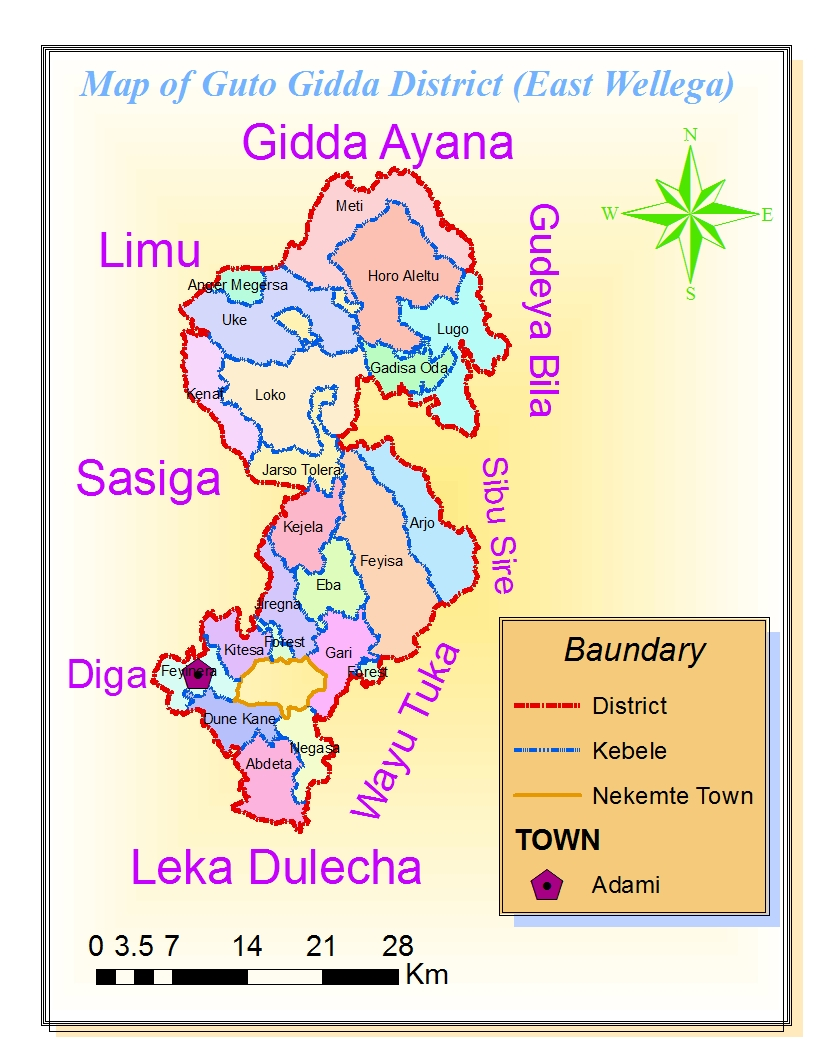 Map of Guto Gidda District (East Wellega)
Gidda Ayana
N
W
E
S
Limu
Gudeya Bila
Meti
Horo Aleltu
Anger Megersa
Uke
Lugo
Gadisa Oda
Kenaf
Loko
Sasiga
Jarso Tolera
Sibu Sire
Kejela
Arjo
Feyisa
Eba
Jiregna
Kitesa
Forest
Gari
Diga
Forest
Dune Kane
Negasa
Abdeta
Wayu Tuka
Leka Dulecha
Baundary
District
Kebele
Nekemte Town
TOWN
Adami
0 3.5 7 14 21 28
Km